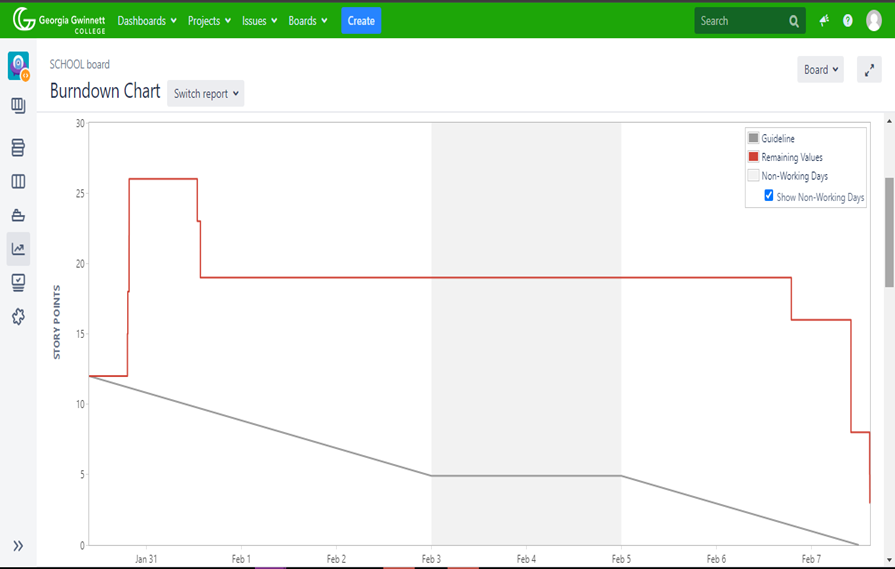 Georgia Gwinnett
COLLEGE
Dashboards Projects Issues Boards Create Search
SCHOOL board
Burndown Chart Switch report Board
30
25
20
15
10
5
0
STORY POINTS
Guideline
Remaining Values
Non-Working Days
Show Non-Working Days
Jan 31 Feb 1 Feb 2 Feb 3 Feb 4 Feb 5 Feb 6 Feb 7